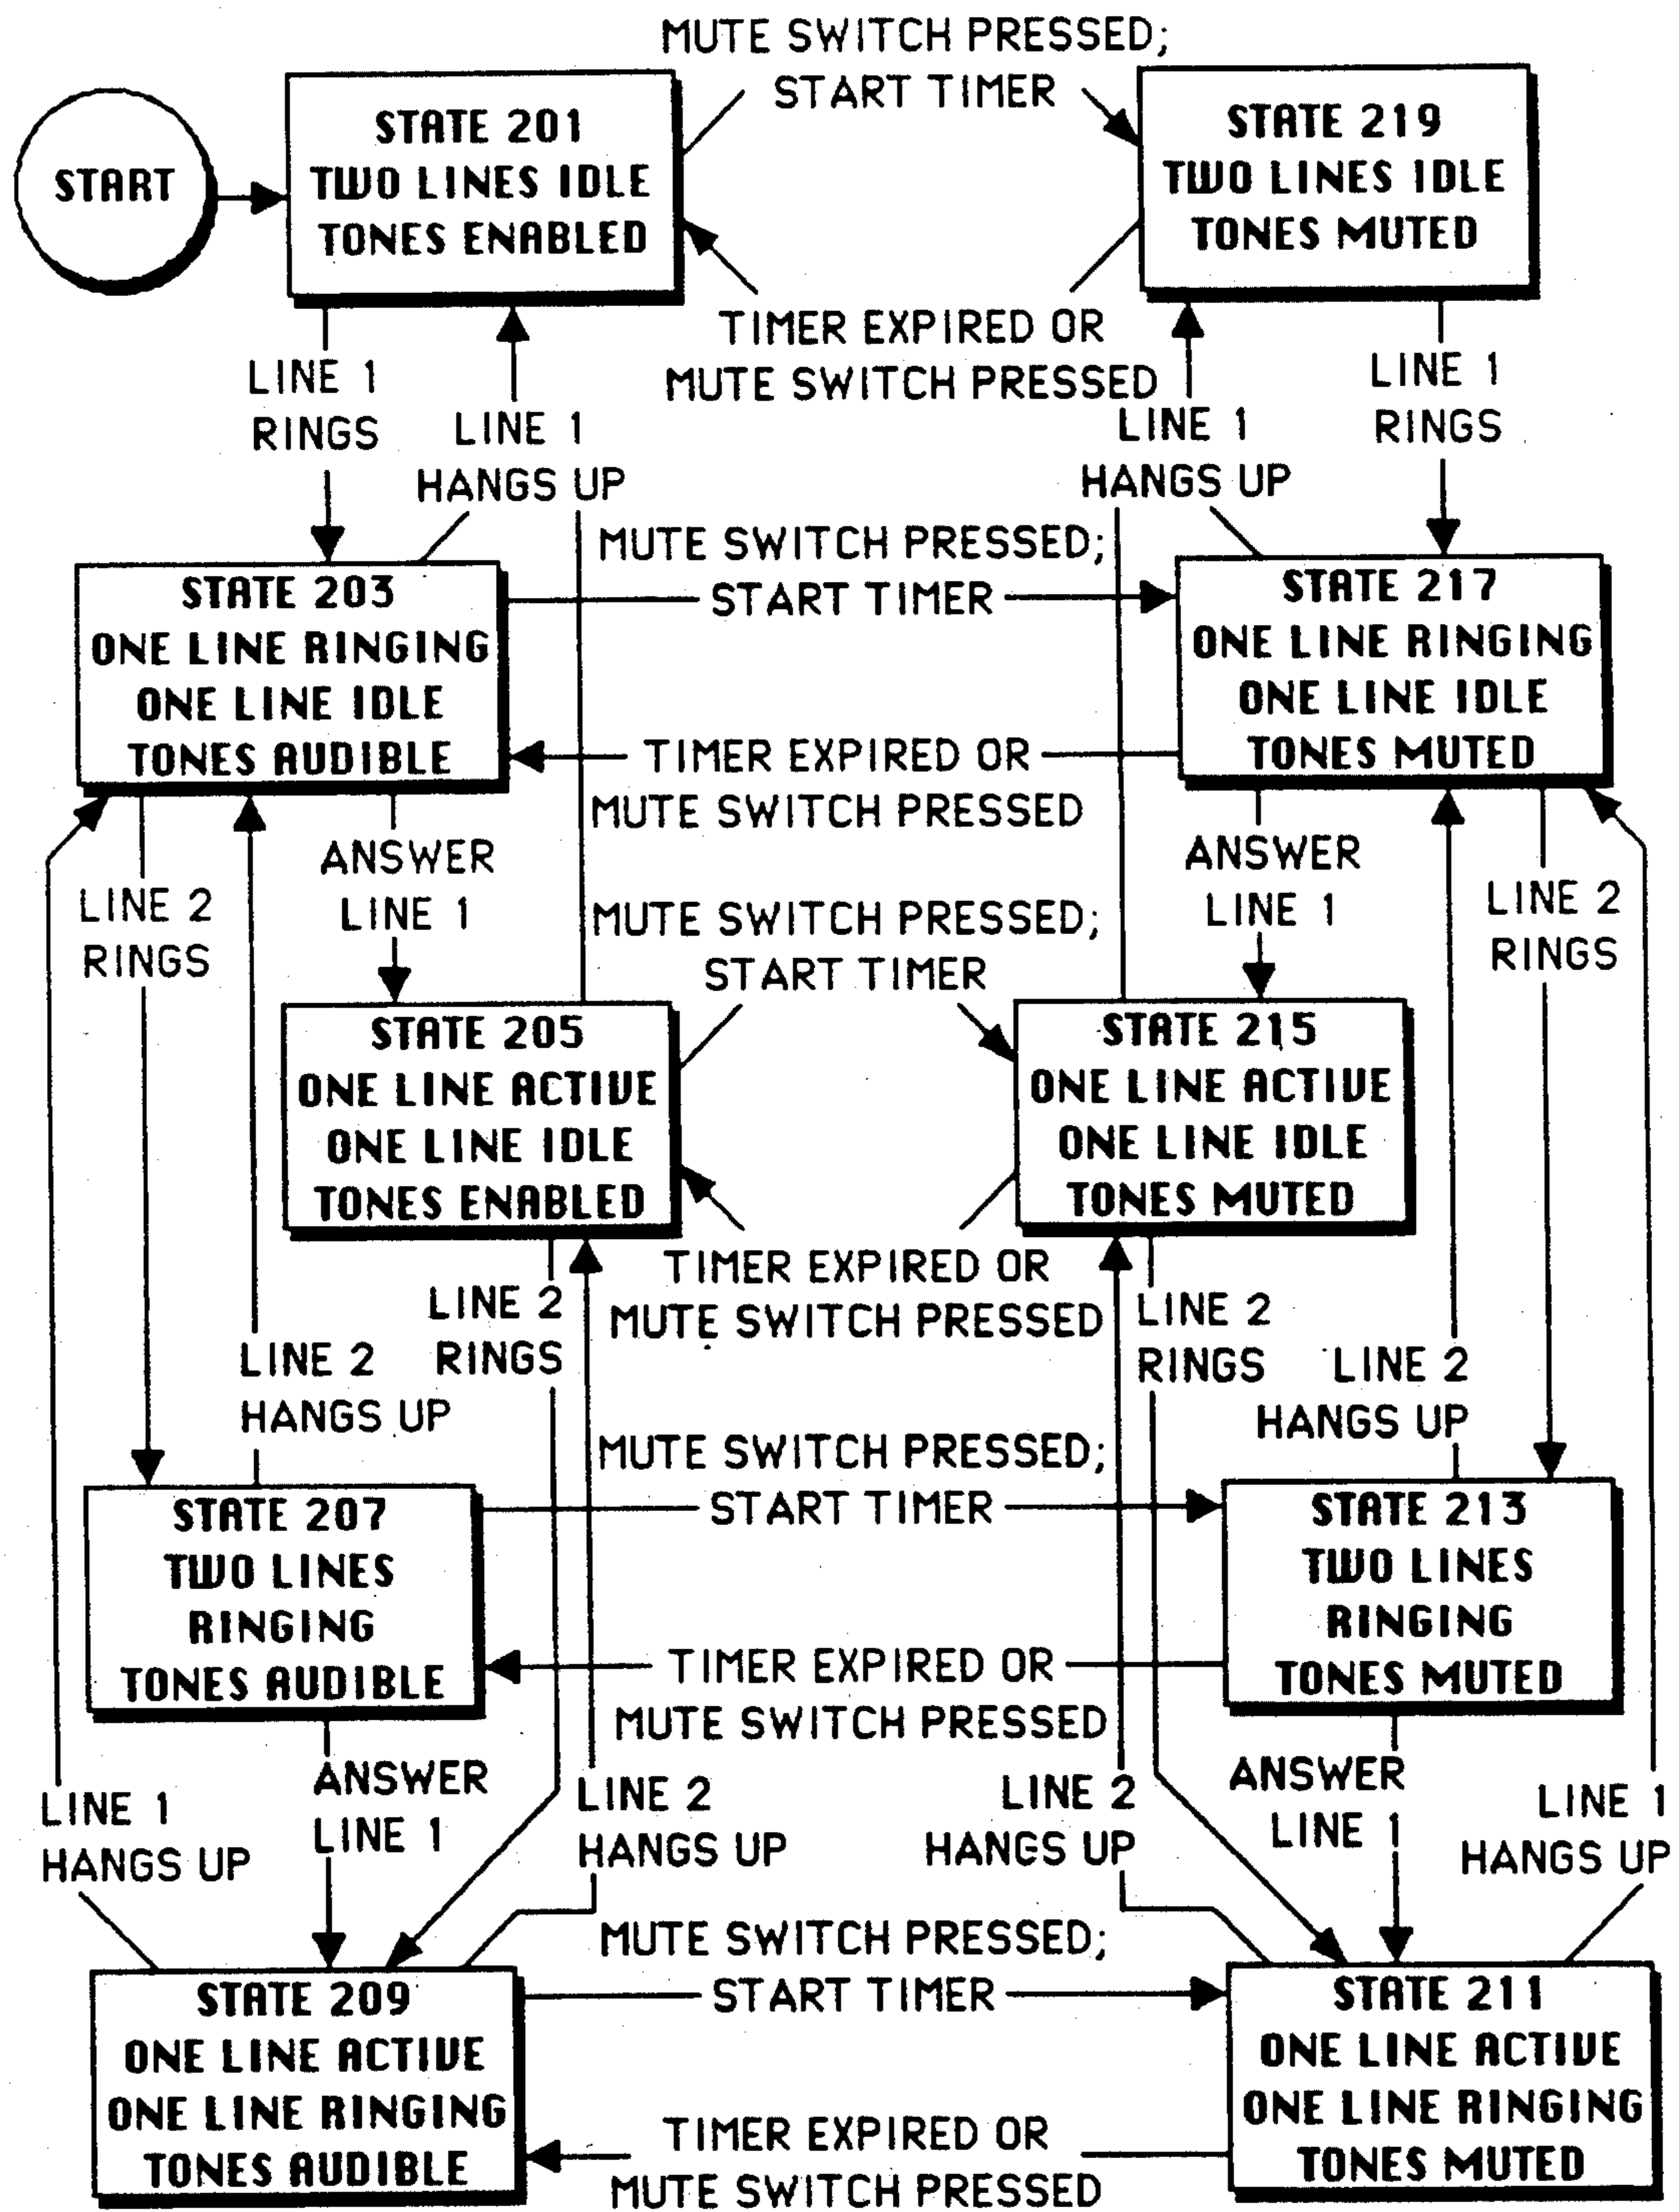 MUTE SWITCH PRESSED;
START TIMER
START
STATE 201
TWO LINES IDLE
TONES ENABLED
STATE 219
TWO LINES IDLE
TONES MUTED
TIMER EXPIRED OR
MUTE SWITCH PRESSED
LINE 1
RINGS
LINE 1
HANGS UP
LINE 1
HANGS UP
LINE 1
RINGS
MUTE SWITCH PRESSED;
START TIMER
STATE 203
ONE LINE RINGING
ONE LINE IDLE
TONES AUDIBLE
STATE 217
ONE LINE RINGING
ONE LINE IDLE
TONES MUTED
TIMER EXPIRED OR
MUTE SWITCH PRESSED
LINE 2
RINGS
ANSWER
LINE 1
ANSWER
LINE 1
LINE 2
RINGS
MUTE SWITCH PRESSED;
START TIMER
STATE 205
ONE LINE ACTIVE
ONE LINE IDLE
TONES ENABLED
STATE 215
ONE LINE ACTIVE
ONE LINE IDLE
TONES MUTED
TIMER EXPIRED OR
MUTE SWITCH PRESSED
LINE 2
HANGS UP
LINE 2
RINGS
LINE 2
RINGS
LINE 2
HANGS UP
MUTE SWITCH PRESSED;
START TIMER
STATE 207
TWO LINES
RINGING
TONES AUDIBLE
STATE 213
TWO LINES
RINGING
TONES MUTED
TIMER EXPIRED OR
MUTE SWITCH PRESSED
LINE 1
HANGS UP
ANSWER
LINE 1
LINE 2
HANGS UP
LINE 2
HANGS UP
ANSWER
LINE 1
LINE 1
HANGS UP
MUTE SWITCH PRESSED;
START TIMER
STATE 209
ONE LINE ACTIVE
ONE LINE RINGING
TONES AUDIBLE
STATE 211
ONE LINE ACTIVE
ONE LINE RINGING
TONES MUTED
TIMER EXPIRED OR
MUTE SWITCH PRESSED